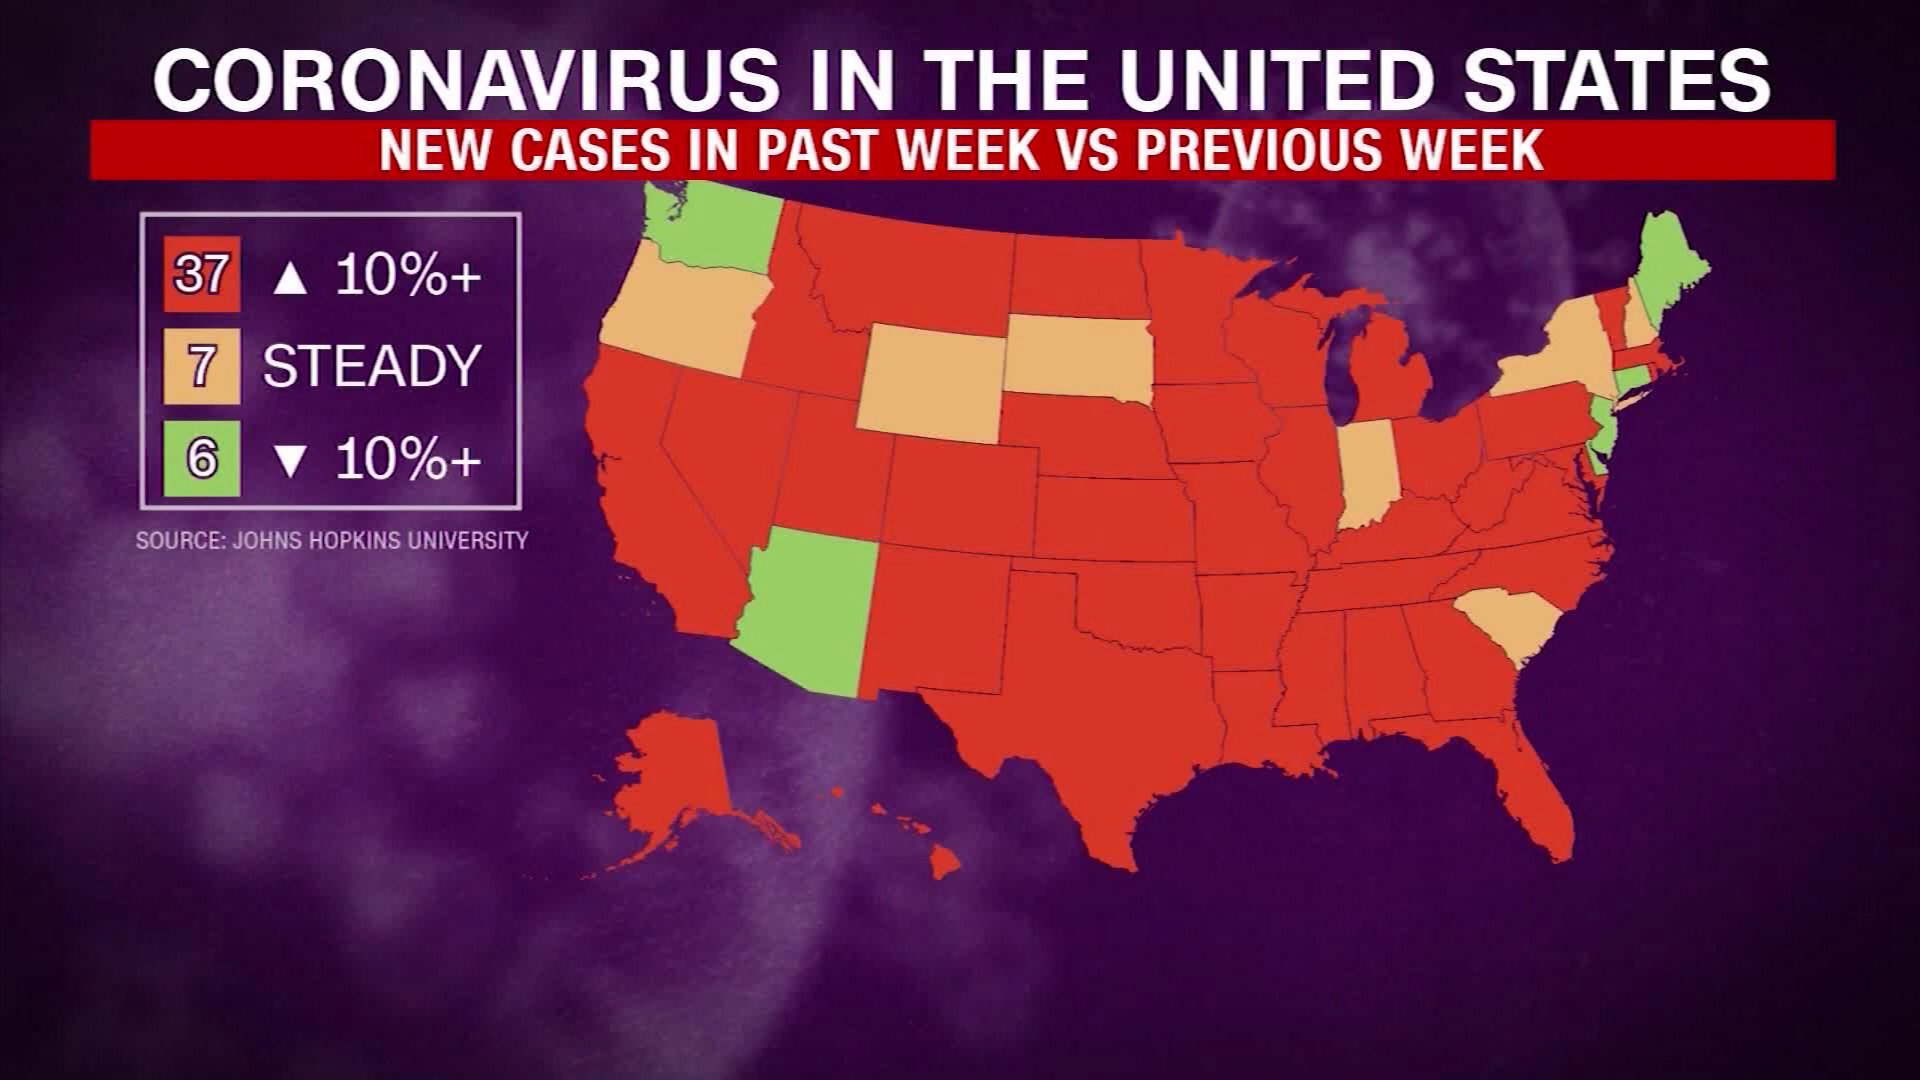 CORONAVIRUS IN THE UNITED STATES
NEW CASES IN PAST WEEK VS PREVIOUS WEEK
37 ▲ 10%+
7 STEADY
6 ▼ 10%+
SOURCE: JOHNS HOPKINS UNIVERSITY